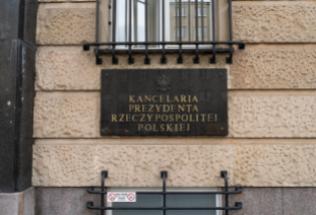 KANCELARIA
PREZYDENTA
RZECZYPOSPOLITEJ
POLSKIEJ